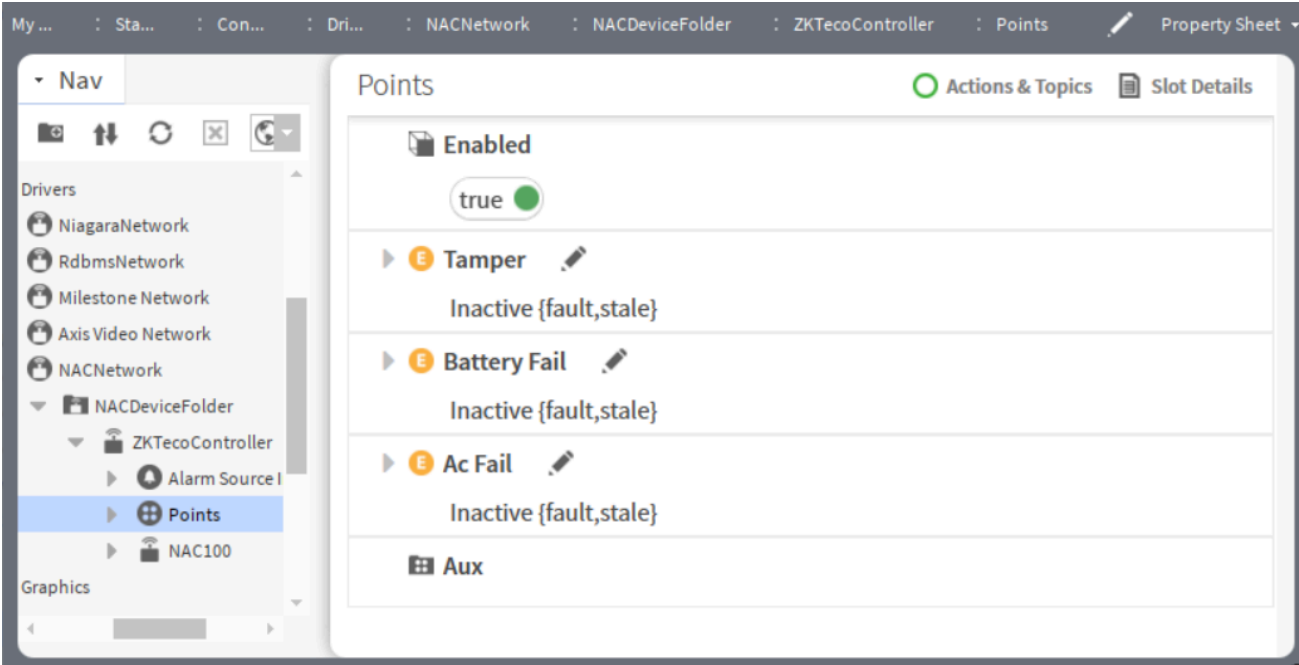 My ... : Sta... : Con... : Dri... : NACNetwork : NACDeviceFolder : ZKTecoController : Points Property Sheet
Nav
Drivers
NiagaraNetwork
RdbmsNetwork
Milestone Network
Axis Video Network
NACNetwork
NACDeviceFolder
ZKTecoController
Alarm Source I
Points
NAC100
Graphics
Points
Actions & Topics
Slot Details
Enabled
true
E Tamper
Inactive {fault,stale}
E Battery Fail
Inactive {fault,stale}
E Ac Fail
Inactive {fault,stale}
Aux